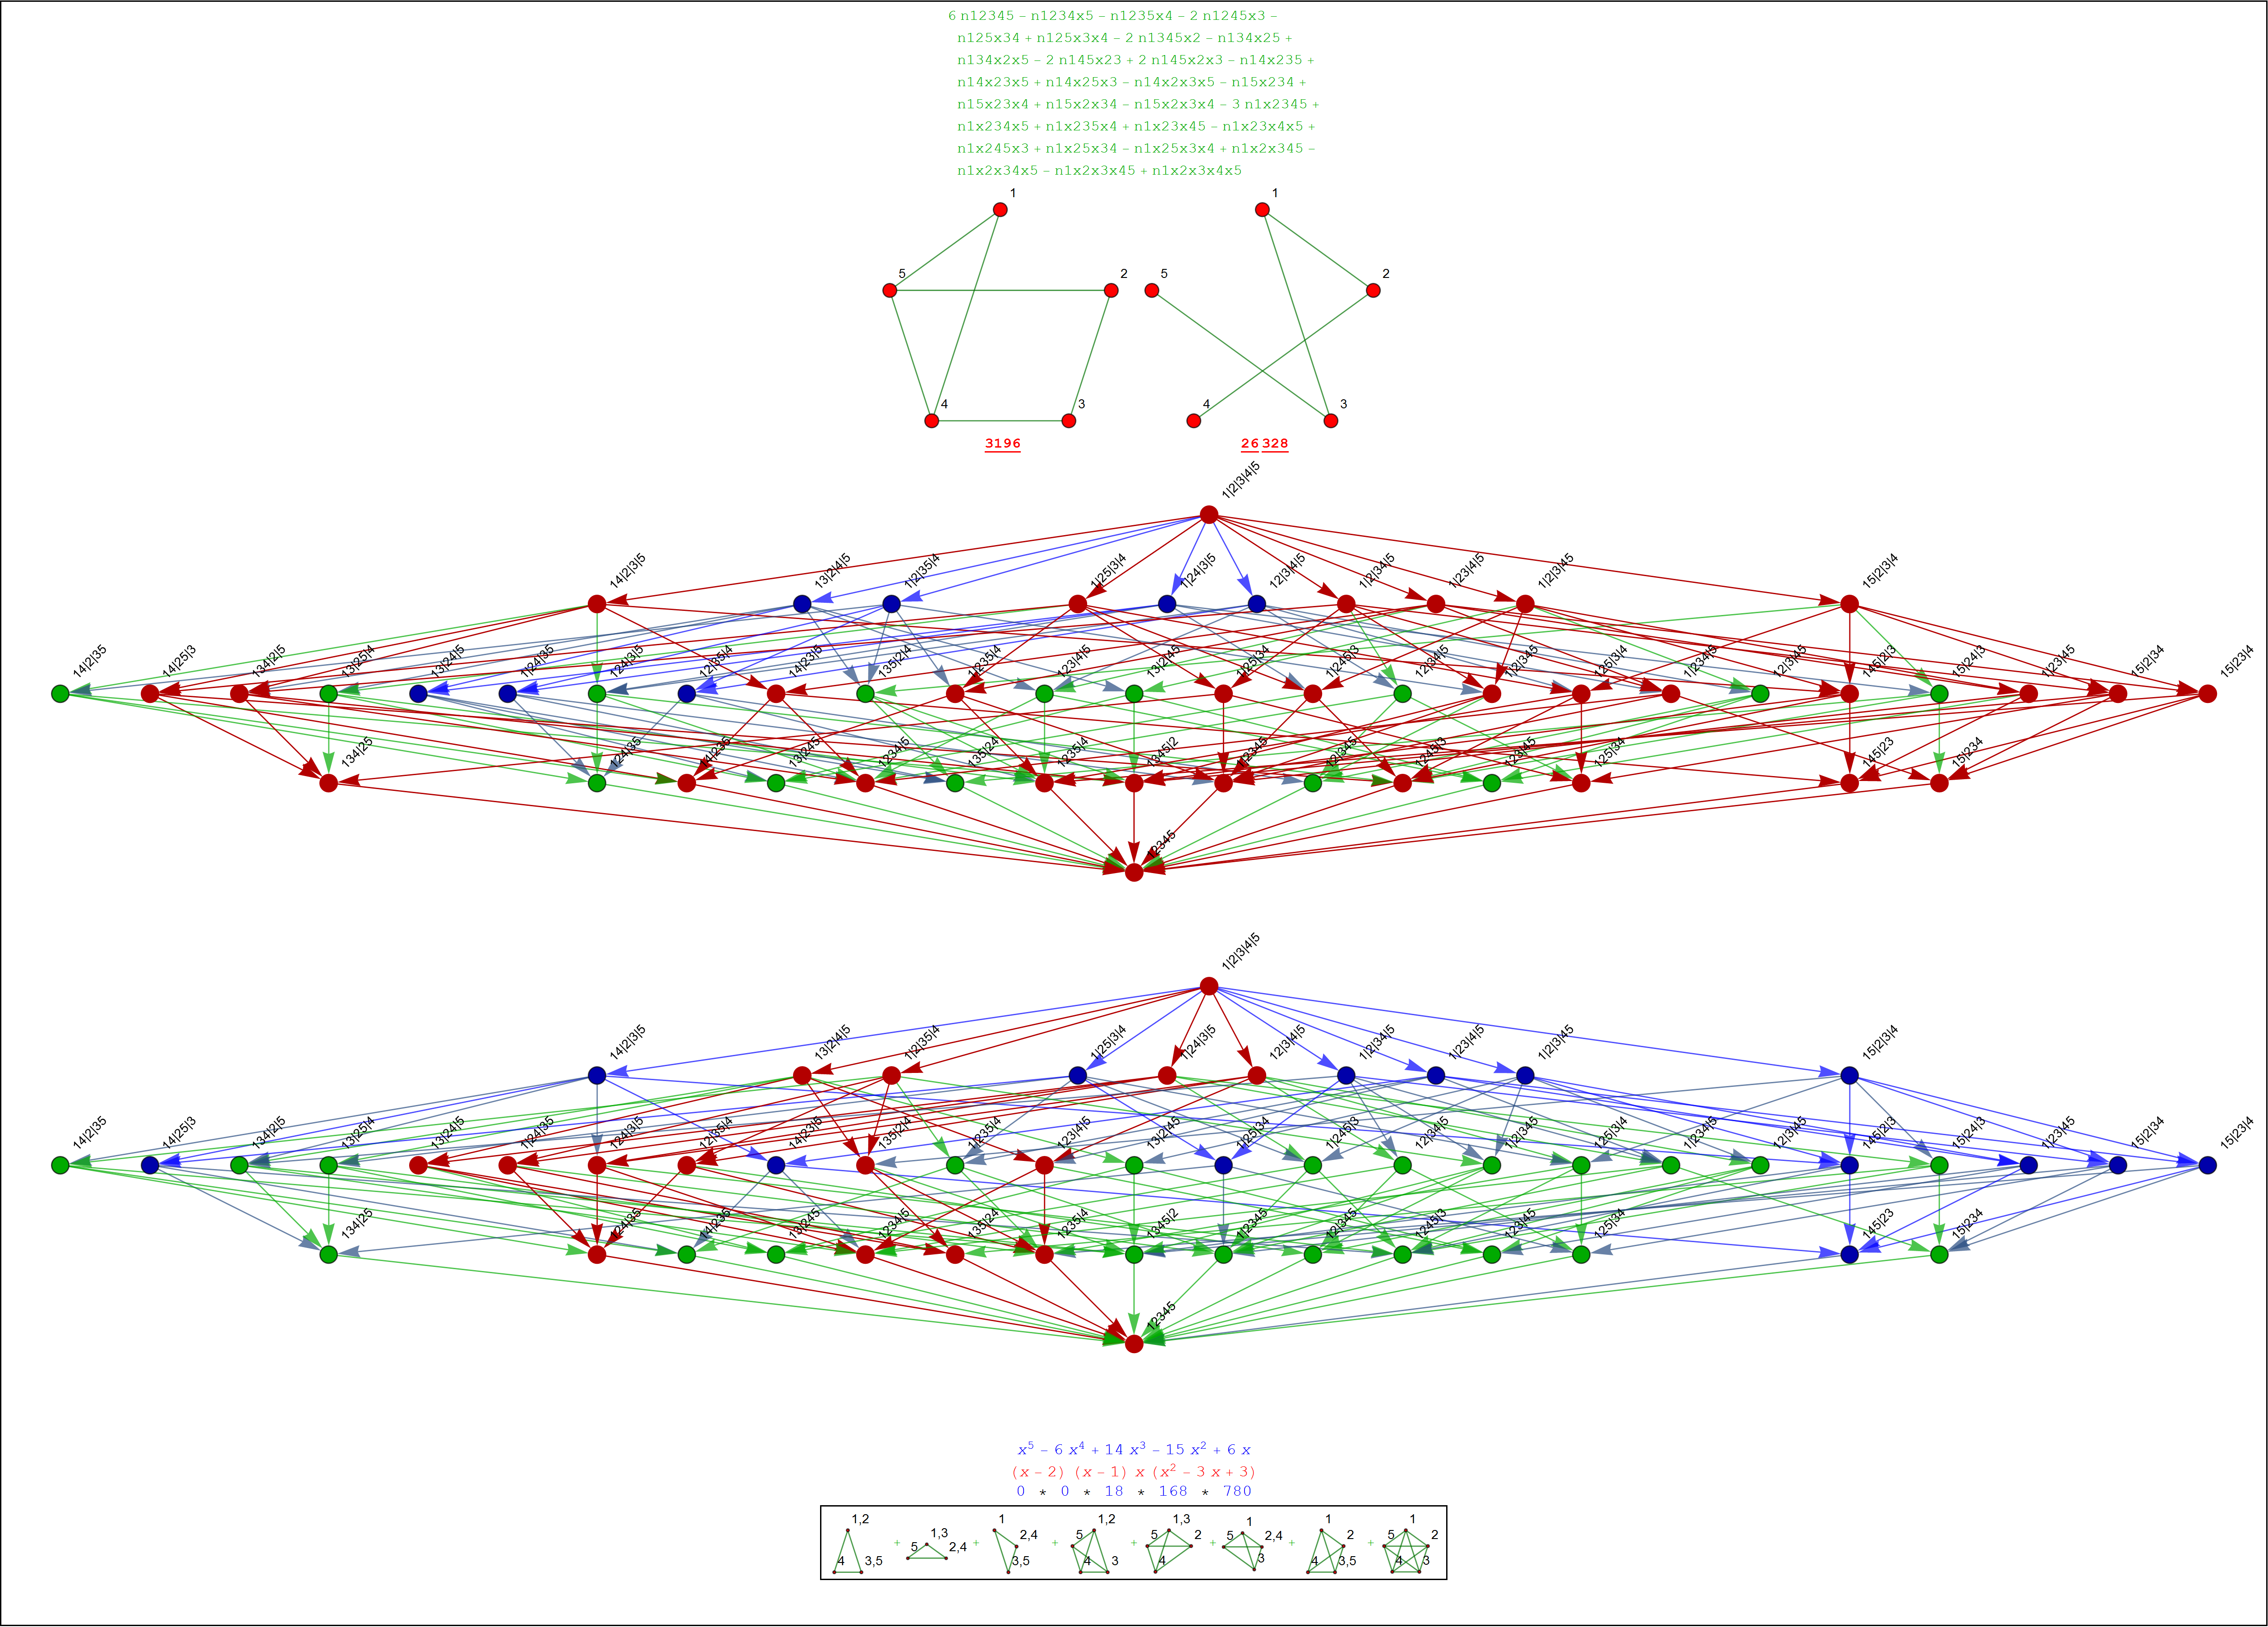 6 n12345 – n1234x5 – n1235x4 – 2 n1245x3 –
n125x34 + n125x3x4 – 2 n1345x2 – n134x25 +
n134x2x5 – 2 n145x23 + 2 n145x2x3 – n14x235 +
n14x23x5 + n14x25x3 – n14x2x3x5 – n15x234 +
n15x23x4 + n15x2x34 – n15x2x3x4 – 3 n1x2345 +
n1x234x5 + n1x235x4 + n1x23x45 – n1x23x4x5 +
n1x245x3 + n1x25x34 – n1x25x3x4 + n1x2x345 –
n1x2x34x5 – n1x2x3x45 + n1x2x3x4x5
1 1
5 2 5 2
4 3 4 3
3196 26 328
1|2|3|4|5
14|2|3|5 13|2|4|5 1|2|35|4 1|25|3|4 1|24|3|5 12|3|4|5 1|2|34|5 1|23|4|5 1|2|3|45 15|2|3|4
14|2|35 14|25|3 134|2|5 13|25|4 13|24|5 1|24|35 124|3|5 12|35|4 14|23|5 135|2|4 1|235|4 123|4|5 13|2|45 1|25|34 1|245|3 12|34|5 1|2|345 125|3|4 1|234|5 12|3|45 145|2|3 15|24|3 1|23|45 15|2|34 15|23|4
134|25 124|35 14|235 13|245 1234|5 135|24 1235|4 1345|2 1|2345 12|345 1245|3 123|45 125|34 145|23 15|234
12345
1|2|3|4|5
14|2|3|5 13|2|4|5 1|2|35|4 1|25|3|4 1|24|3|5 12|3|4|5 1|2|34|5 1|23|4|5 1|2|3|45 15|2|3|4
14|2|35 14|25|3 134|2|5 13|25|4 13|24|5 1|24|35 124|3|5 12|35|4 14|23|5 135|2|4 1|235|4 123|4|5 13|2|45 1|25|34 1|245|3 12|34|5 1|2|345 125|3|4 1|234|5 12|3|45 145|2|3 15|24|3 1|23|45 15|2|34 15|23|4
134|25 124|35 14|235 13|245 1234|5 135|24 1235|4 1345|2 1|2345 12|345 1245|3 123|45 125|34 145|23 15|234
12345
x⁵ – 6 x⁴ + 14 x³ – 15 x² + 6 x
(x – 2) (x – 1) x (x² – 3 x + 3)
0 * 0 * 18 * 168 * 780
1,2 4 3,5 + 1,3 5 2,4 + 1 2,4 3,5 + 1,2 5 4 3 + 1,3 5 2 4 + 1 5 2,4 3 + 1 2 4 3,5 + 1 5 2 4 3